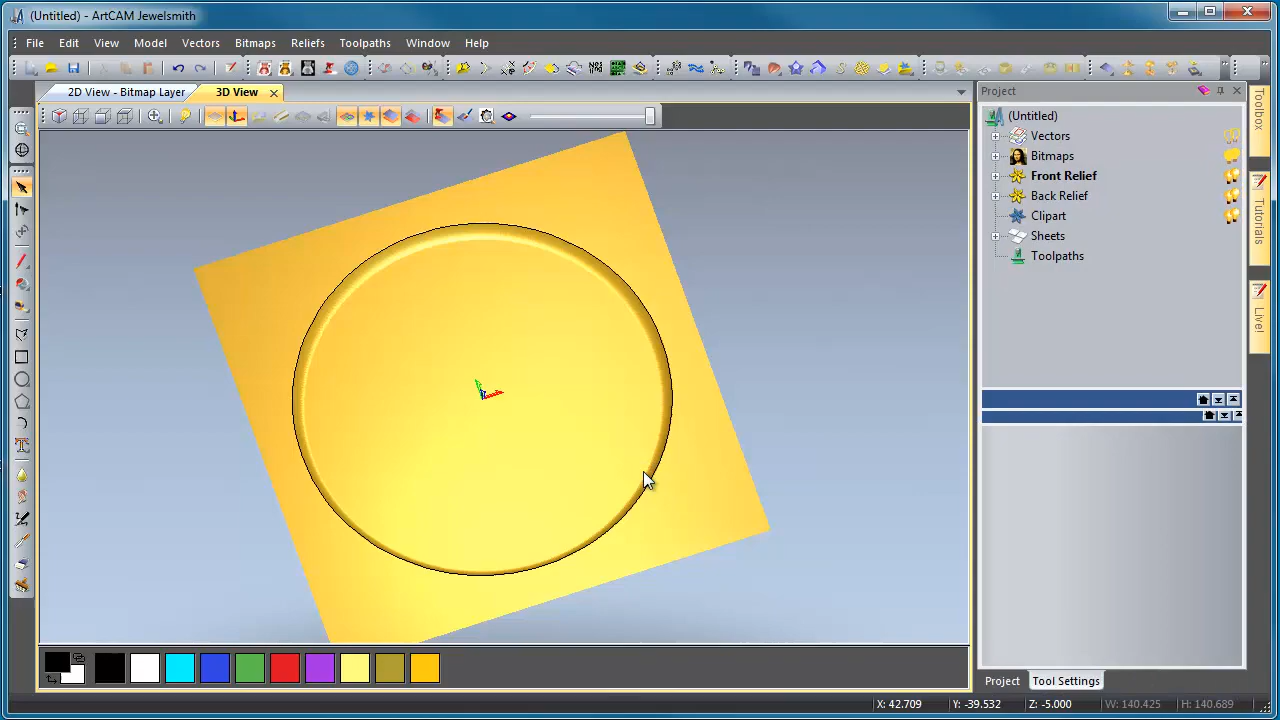 (Untitled) - ArtCAM Jewelsmith
File Edit View Model Vectors Bitmaps Reliefs Toolpaths Window Help
2D View - Bitmap Layer 3D View
Project
(Untitled)
Vectors
Bitmaps
Front Relief
Back Relief
Clipart
Sheets
Toolpaths
Toolbox
Tutorials
Live!
Project Tool Settings
X: 42.709 Y: -39.532 Z: -5.000 W: 140.425 H: 140.689